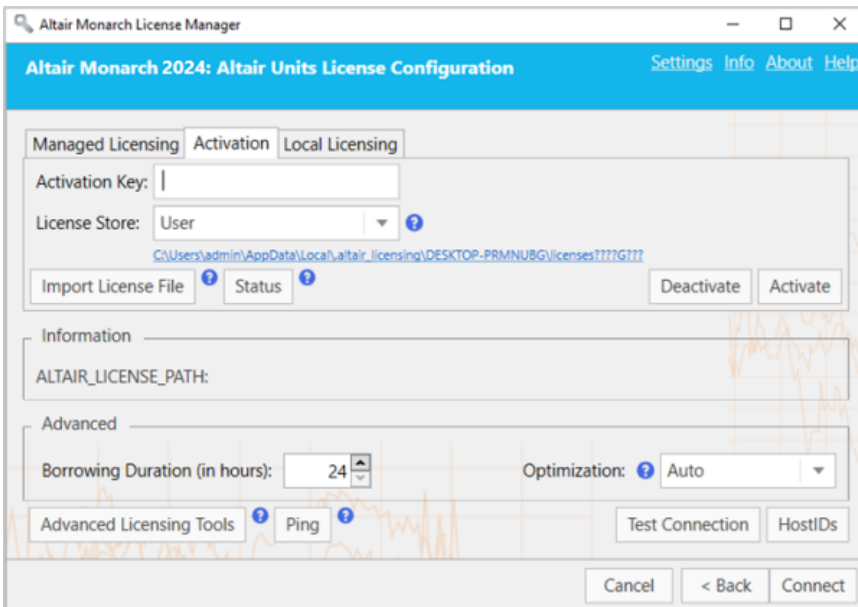 Altair Monarch License Manager
Altair Monarch 2024: Altair Units License Configuration
Settings Info About Help
Managed Licensing Activation Local Licensing
Activation Key:
License Store: User
C:\Users\admin\AppData\Local\.altair_licensing\DESKTOP-PRMNUBG\licenses????G???
Import License File ? Status ? Deactivate Activate
Information
ALTAIR_LICENSE_PATH:
Advanced
Borrowing Duration (in hours): 24 Optimization: ? Auto
Advanced Licensing Tools ? Ping ? Test Connection HostIDs
Cancel < Back Connect